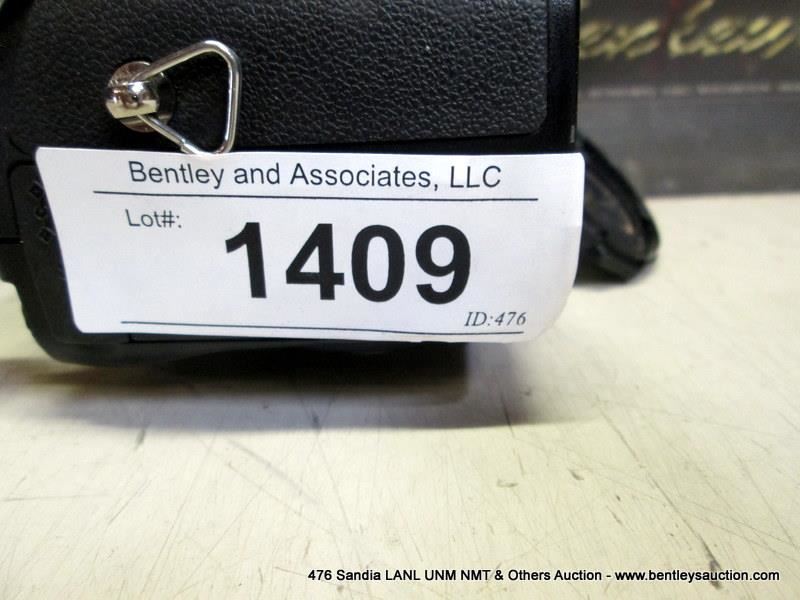 Bentley and Associates, LLC
Lot#:
1409
ID:476
476 Sandia LANL UNM NMT & Others Auction - www.bentleysauction.com